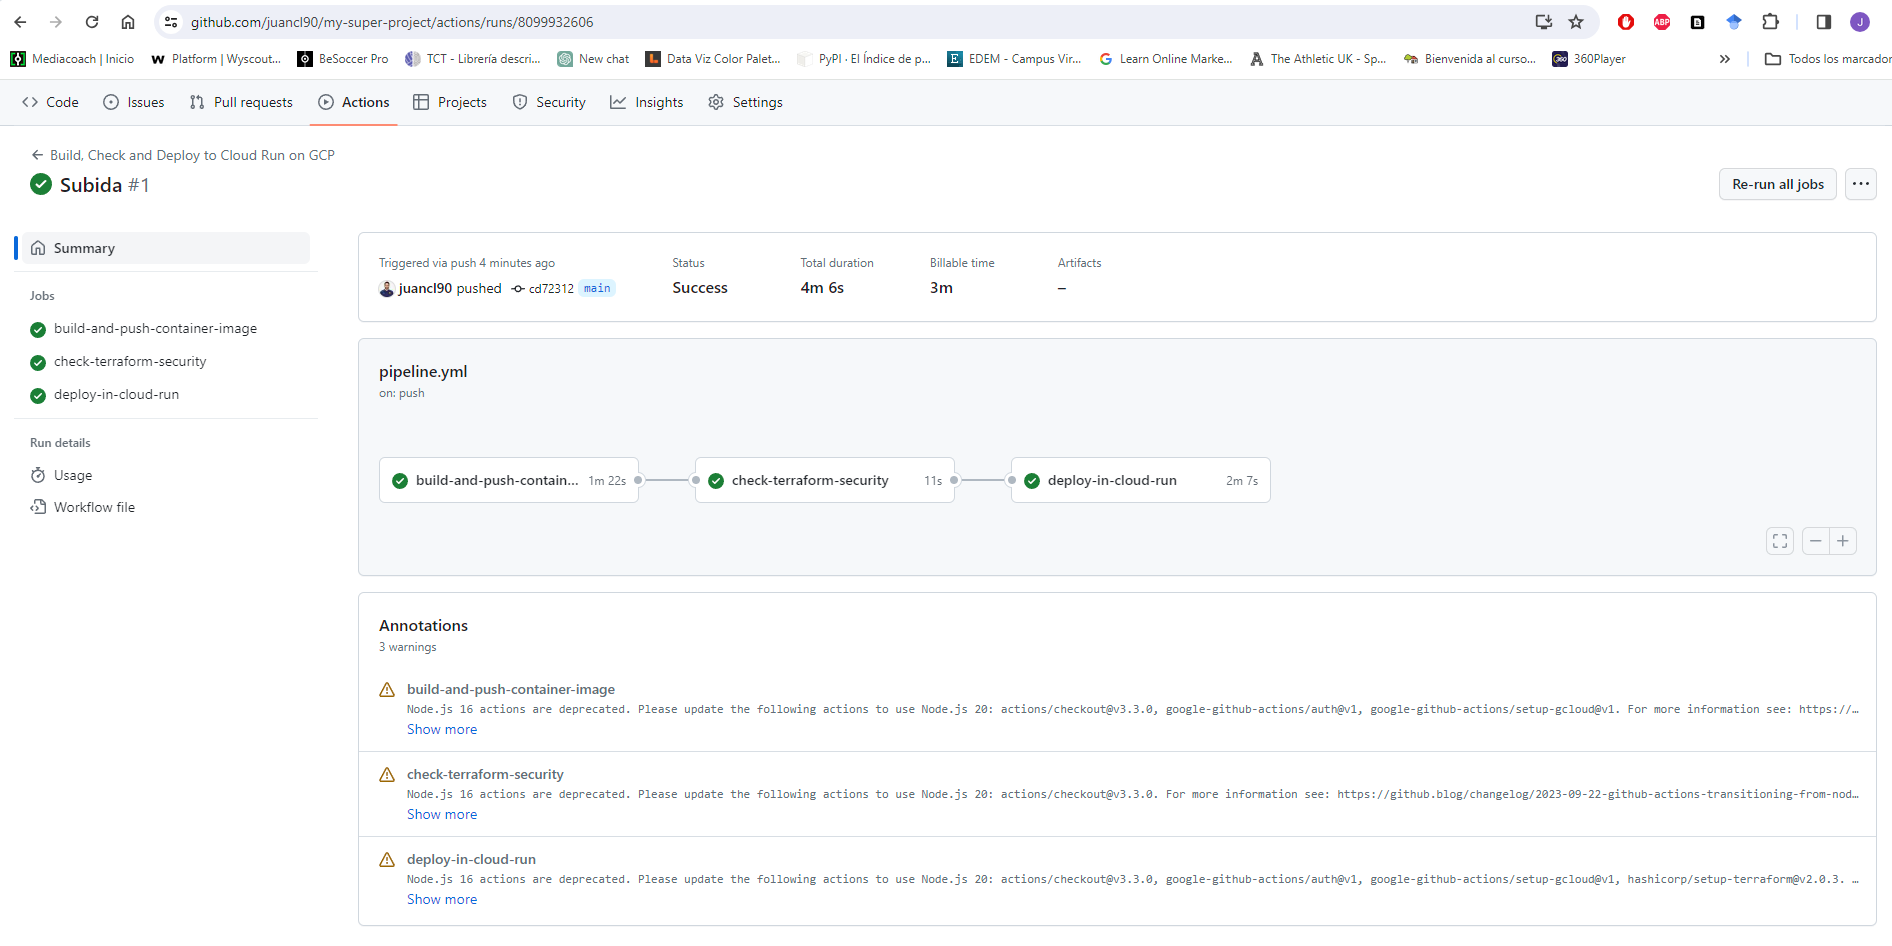 github.com/juancl90/my-super-project/actions/runs/8099932606
ABP
J
Mediacoach | Inicio
Platform | Wyscout...
BeSoccer Pro
TCT - Librería descri...
New chat
Data Viz Color Palet...
PyPI · El Índice de p...
EDEM - Campus Vir...
Learn Online Marke...
The Athletic UK - Sp...
Bienvenida al curso...
360Player
Todos los marcador
Code
Issues
Pull requests
Actions
Projects
Security
Insights
Settings
Build, Check and Deploy to Cloud Run on GCP
Subida #1
Re-run all jobs
Summary
Jobs
build-and-push-container-image
check-terraform-security
deploy-in-cloud-run
Run details
Usage
Workflow file
Triggered via push 4 minutes ago
juancl90 pushed cd72312 main
Status
Success
Total duration
4m 6s
Billable time
3m
Artifacts
–
pipeline.yml
on: push
build-and-push-contain... 1m 22s
check-terraform-security 11s
deploy-in-cloud-run 2m 7s
Annotations
3 warnings
build-and-push-container-image
Node.js 16 actions are deprecated. Please update the following actions to use Node.js 20: actions/checkout@v3.3.0, google-github-actions/auth@v1, google-github-actions/setup-gcloud@v1. For more information see: https://…
Show more
check-terraform-security
Node.js 16 actions are deprecated. Please update the following actions to use Node.js 20: actions/checkout@v3.3.0. For more information see: https://github.blog/changelog/2023-09-22-github-actions-transitioning-from-nod…
Show more
deploy-in-cloud-run
Node.js 16 actions are deprecated. Please update the following actions to use Node.js 20: actions/checkout@v3.3.0, google-github-actions/auth@v1, google-github-actions/setup-gcloud@v1, hashicorp/setup-terraform@v2.0.3. …
Show more